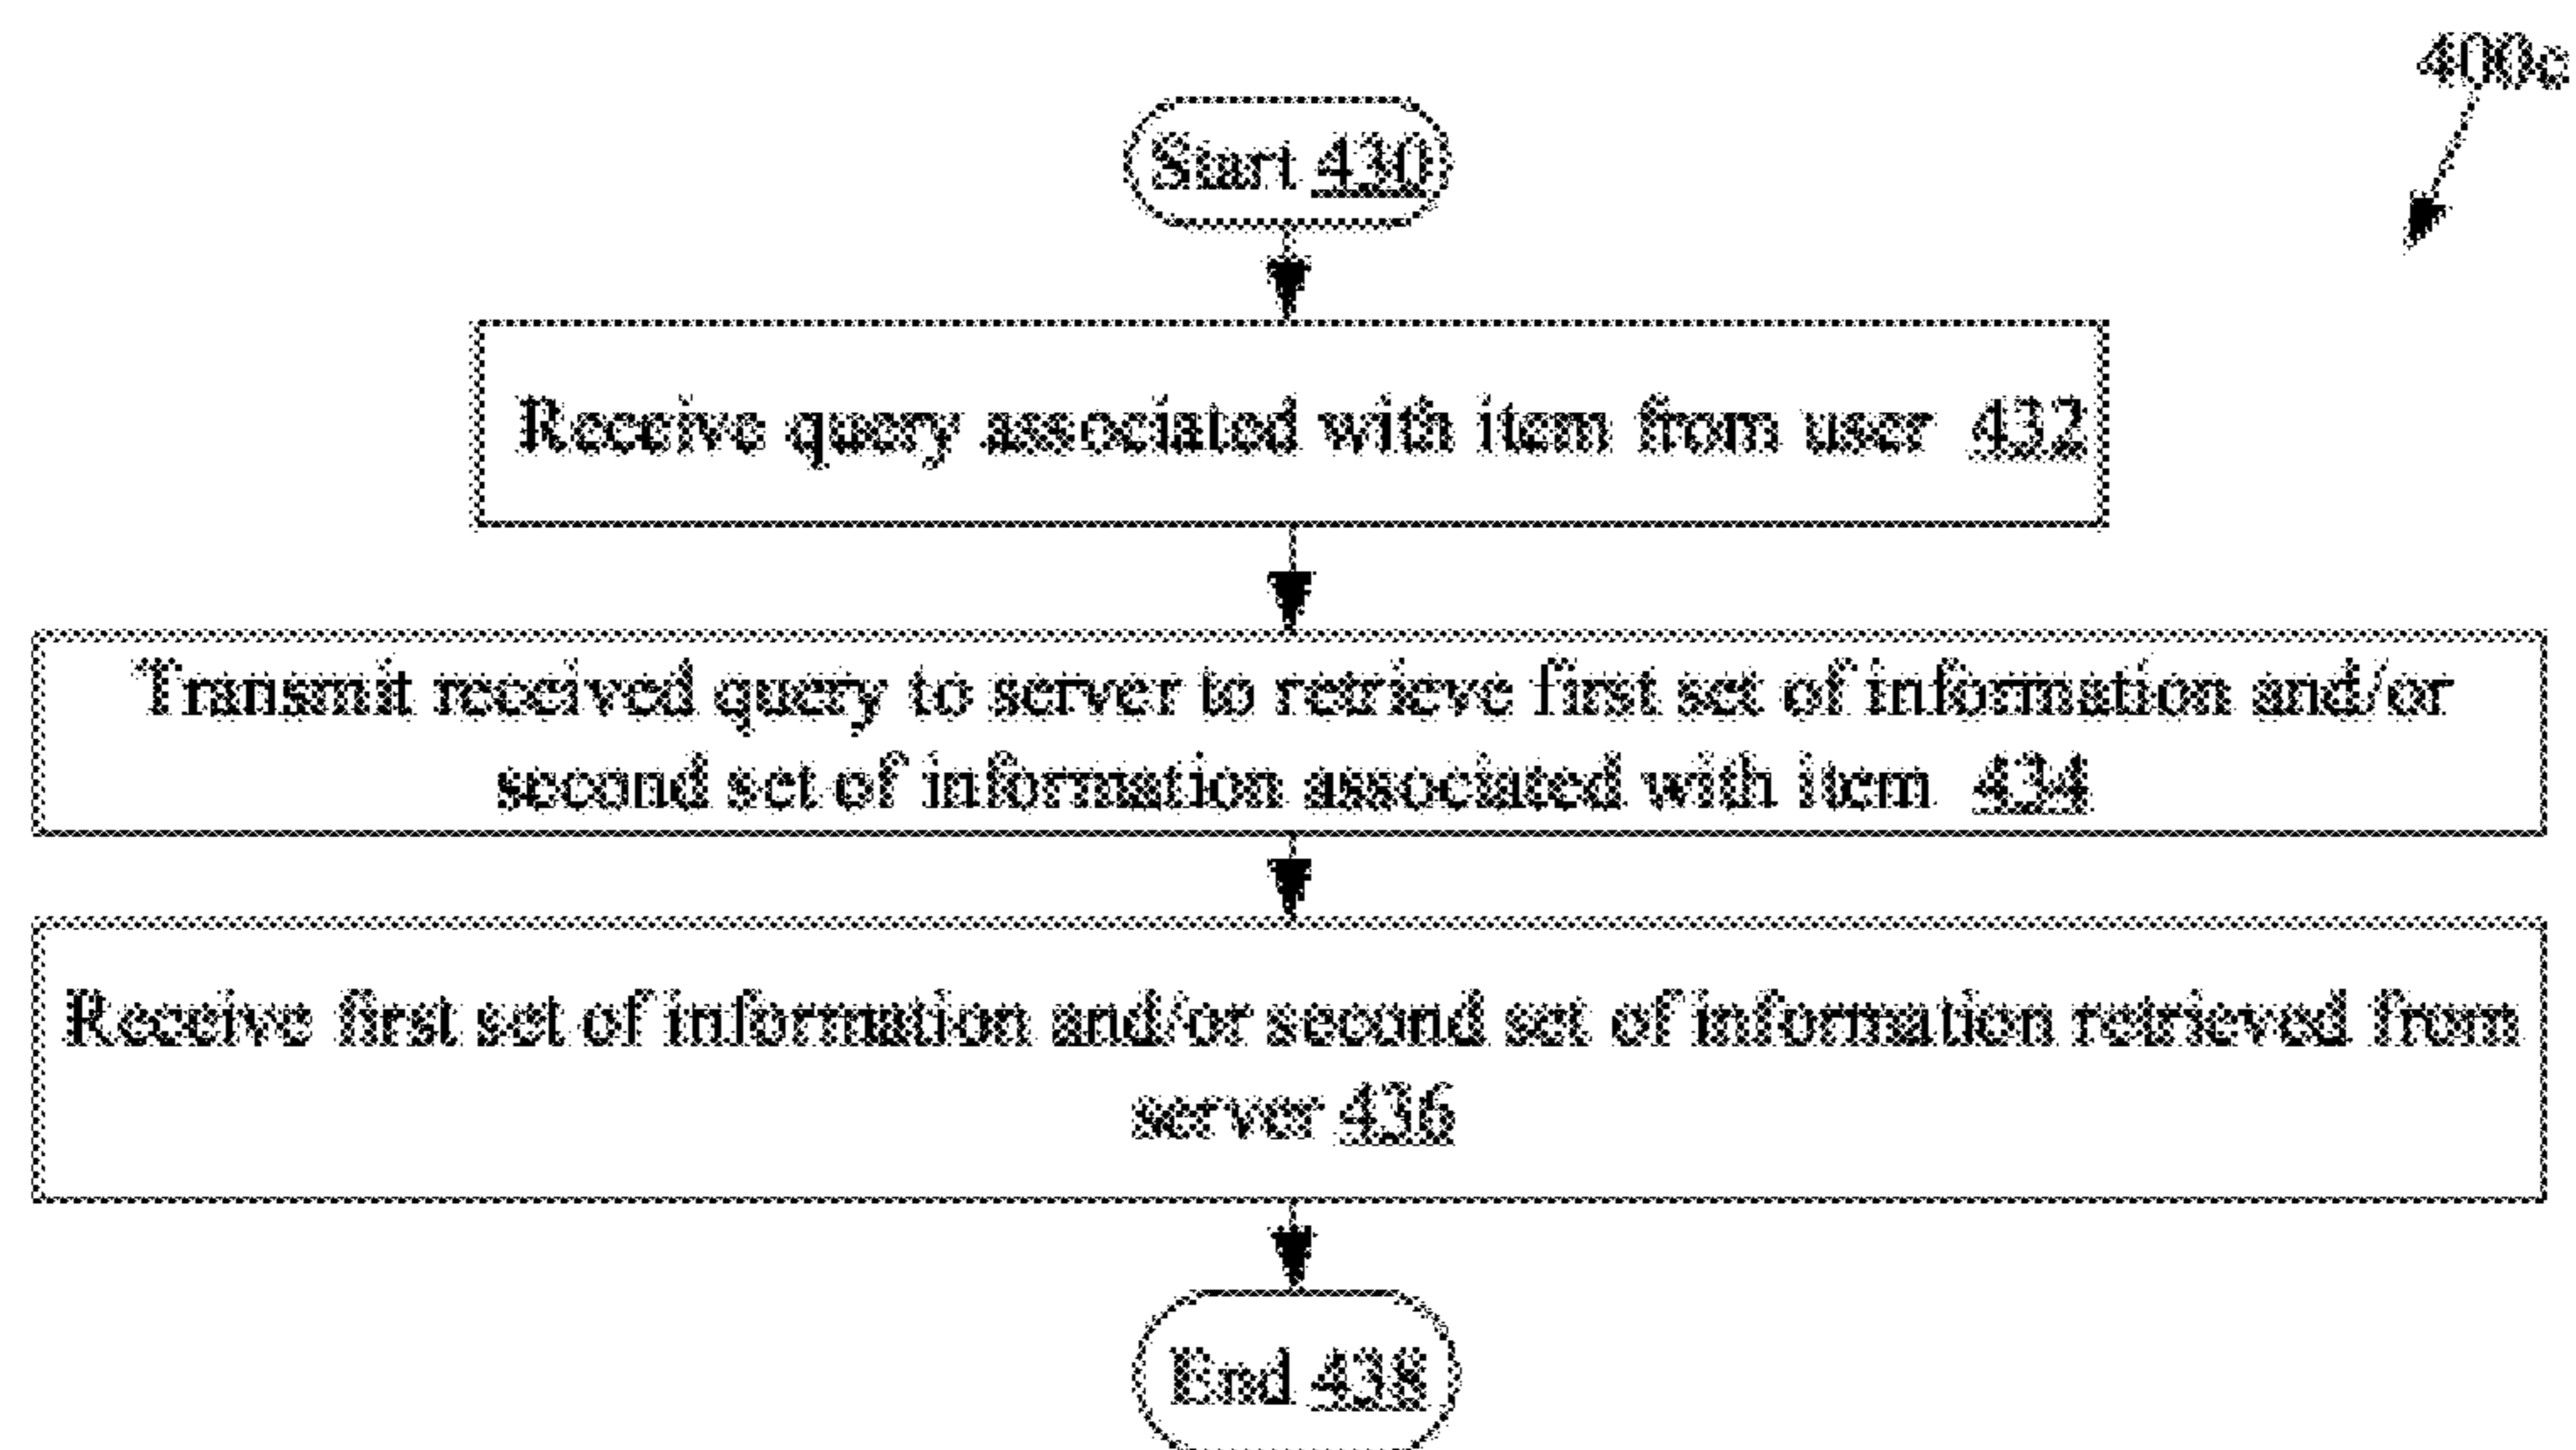 400c
Start 430
Receive query associated with item from user 432
Transmit received query to server to retrieve first set of information and/or
second set of information associated with item 434
Receive first set of information and/or second set of information retrieved from
server 436
End 438